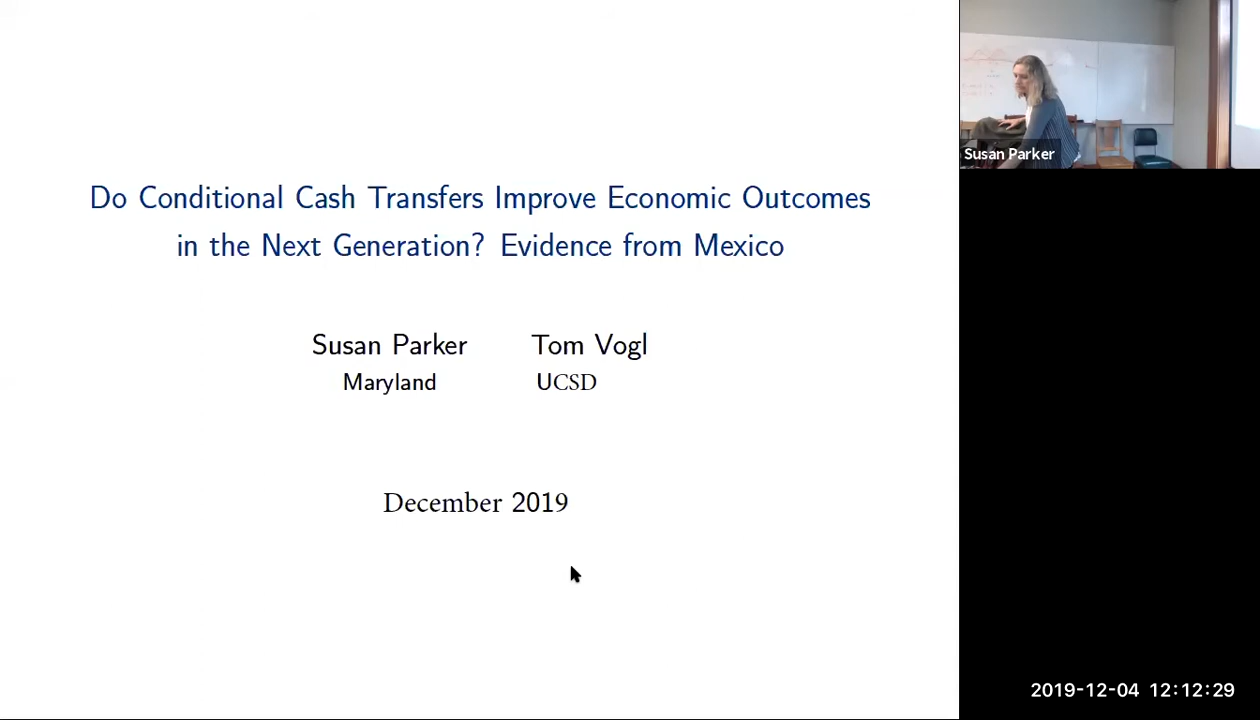 Do Conditional Cash Transfers Improve Economic Outcomes
in the Next Generation? Evidence from Mexico
Susan Parker Tom Vogl
Maryland UCSD
December 2019
Susan Parker
2019-12-04 12:12:29